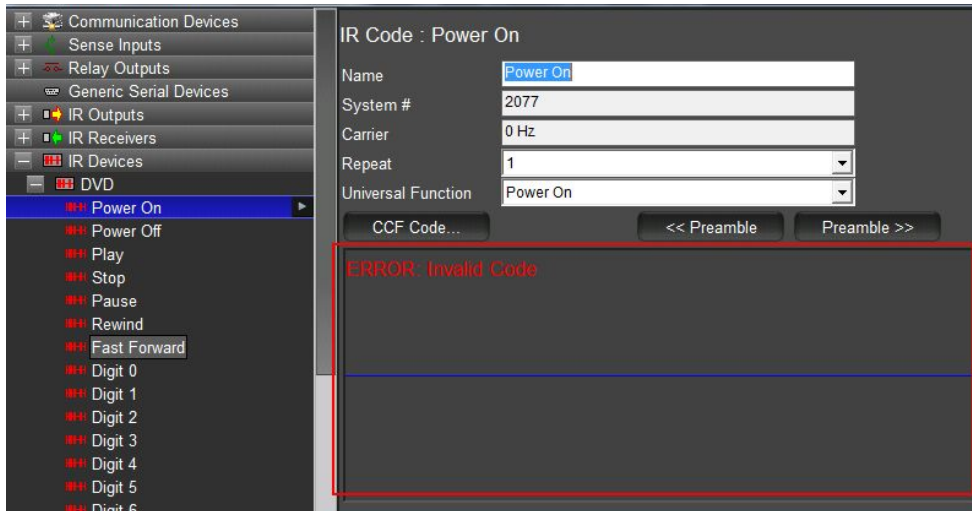 Communication Devices
Sense Inputs
Relay Outputs
Generic Serial Devices
IR Outputs
IR Receivers
IR Devices
DVD
Power On
Power Off
Play
Stop
Pause
Rewind
Fast Forward
Digit 0
Digit 1
Digit 2
Digit 3
Digit 4
Digit 5
Digit 6
IR Code : Power On
Name Power On
System # 2077
Carrier 0 Hz
Repeat 1
Universal Function Power On
CCF Code... << Preamble Preamble >>
ERROR: Invalid Code